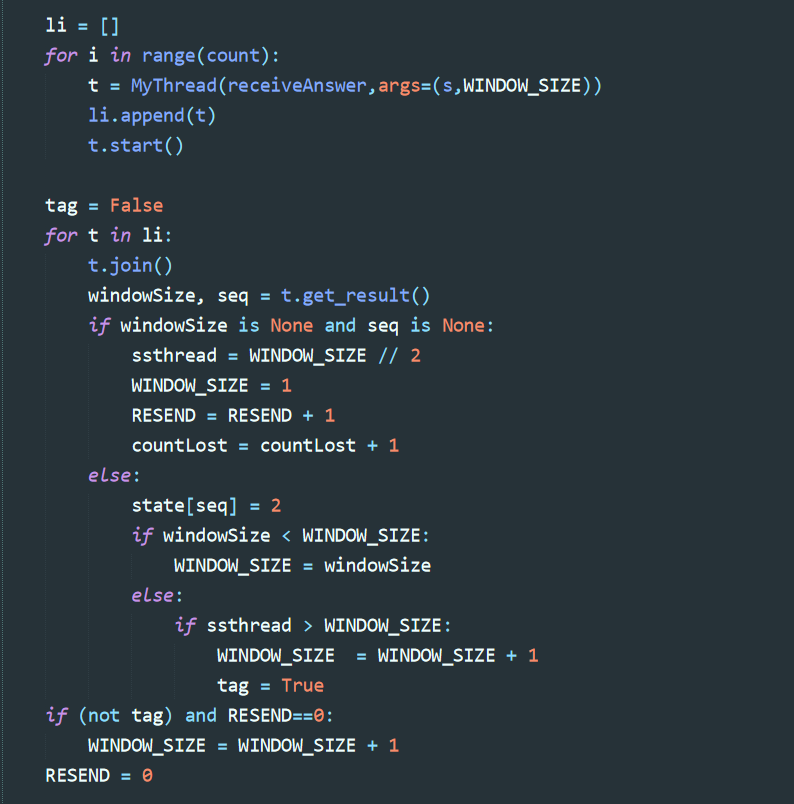 li = []
for i in range(count):
    t = MyThread(receiveAnswer,args=(s,WINDOW_SIZE))
    li.append(t)
    t.start()

tag = False
for t in li:
    t.join()
    windowSize, seq = t.get_result()
    if windowSize is None and seq is None:
        ssthread = WINDOW_SIZE // 2
        WINDOW_SIZE = 1
        RESEND = RESEND + 1
        countLost = countLost + 1
    else:
        state[seq] = 2
        if windowSize < WINDOW_SIZE:
            WINDOW_SIZE = windowSize
        else:
            if ssthread > WINDOW_SIZE:
                WINDOW_SIZE  = WINDOW_SIZE + 1
                tag = True
if (not tag) and RESEND==0:
    WINDOW_SIZE = WINDOW_SIZE + 1
RESEND = 0